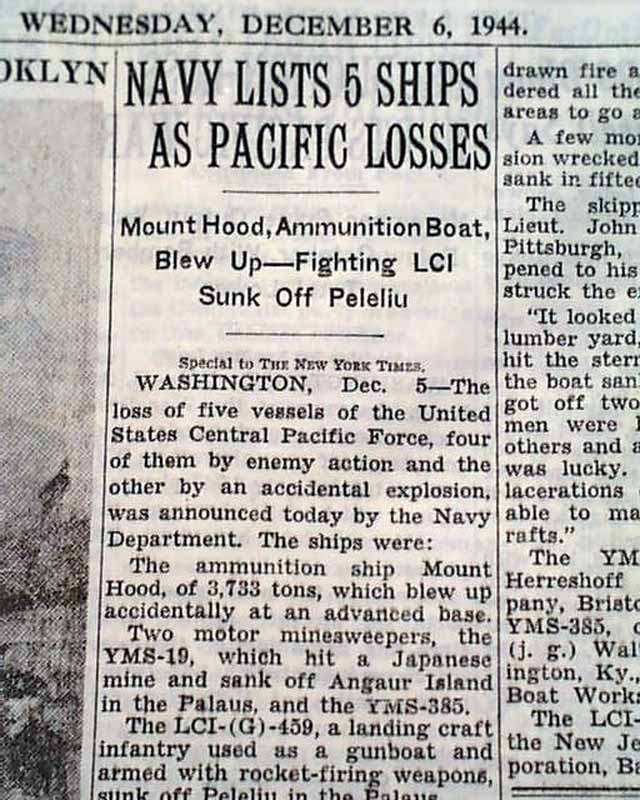 WEDNESDAY, DECEMBER 6, 1944.
OKLYN
NAVY LISTS 5 SHIPS
AS PACIFIC LOSSES
Mount Hood, Ammunition Boat,
Blew Up—Fighting LCI
Sunk Off Peleliu
Special to THE NEW YORK TIMES.
WASHINGTON, Dec. 5—The
loss of five vessels of the United
States Central Pacific Force, four
of them by enemy action and the
other by an accidental explosion,
was announced today by the Navy
Department. The ships were:
The ammunition ship Mount
Hood, of 3,733 tons, which blew up
accidentally at an advanced base.
Two motor minesweepers, the
YMS-19, which hit a Japanese
mine and sank off Angaur Island
in the Palaus, and the YMS-385.
The LCI-(G)-459, a landing craft
infantry used as a gunboat and
armed with rocket-firing weapons,
sunk off Peleliu in the Palaus.
drawn fire a
dered all the
areas to go a
A few mo
sion wrecked
sank in fiftee
The skipp
Lieut. John
Pittsburgh,
pened to his
struck the e
"It looked
lumber yard,
hit the stern
the boat san
got off two
men were
others and a
was lucky.
lacerations
able to ma
rafts."
The YM
Herreshoff
pany, Bristo
YMS-385,
(j. g.) Wal
ington, Ky.,
Boat Work
The LCI-
the New Je
poration, Ba